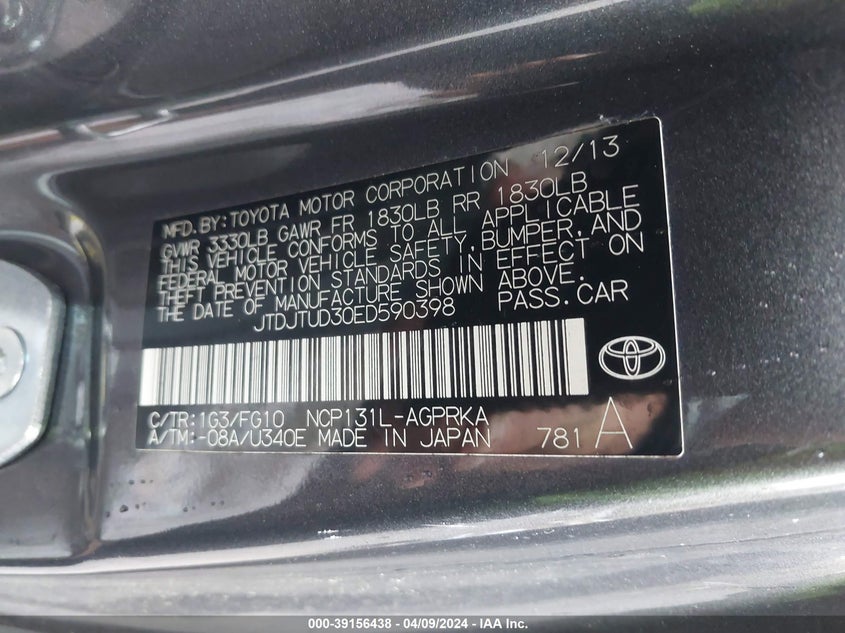 MFD. BY: TOYOTA MOTOR CORPORATION 12/13
GVWR 3330LB GAWR FR 1830LB RR 1830LB
THIS VEHICLE CONFORMS TO ALL APPLICABLE
FEDERAL MOTOR VEHICLE SAFETY, BUMPER, AND
THEFT PREVENTION STANDARDS IN EFFECT ON
THE DATE OF MANUFACTURE SHOWN ABOVE.
JTDJTUD30ED590398 PASS. CAR
C/TR: 1G3/FG10 NCP131L-AGPRKA
A/TM: -08A/U340E MADE IN JAPAN 781 A
000-39156438 - 04/09/2024 - IAA Inc.